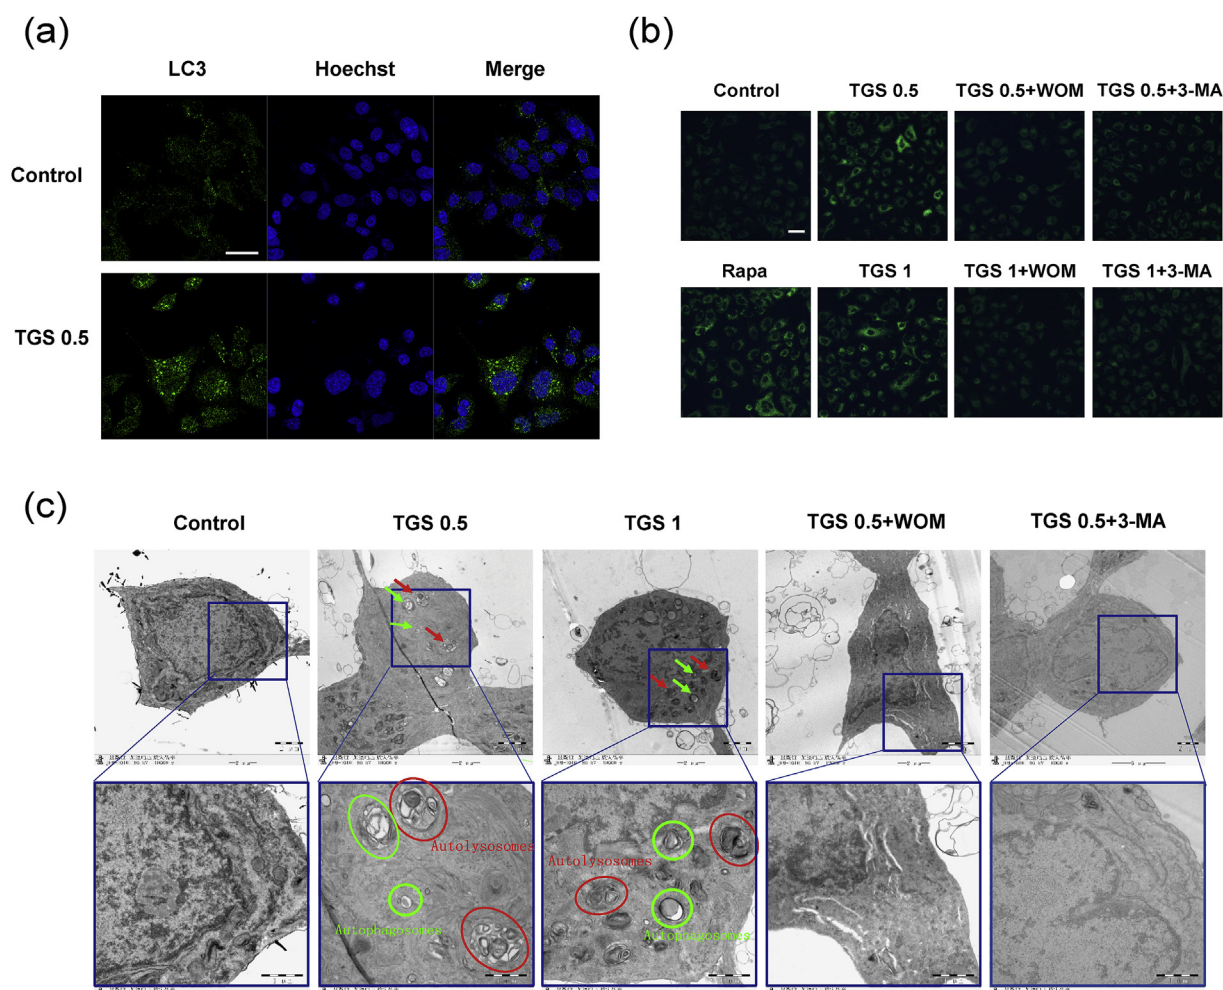 (a)
LC3 Hoechst Merge
Control
TGS 0.5
(b)
Control TGS 0.5 TGS 0.5+WOM TGS 0.5+3-MA
Rapa TGS 1 TGS 1+WOM TGS 1+3-MA
(c)
Control TGS 0.5 TGS 1 TGS 0.5+WOM TGS 0.5+3-MA
Autolysosomes
Autophagosomes
Autolysosomes
Autophagosomes